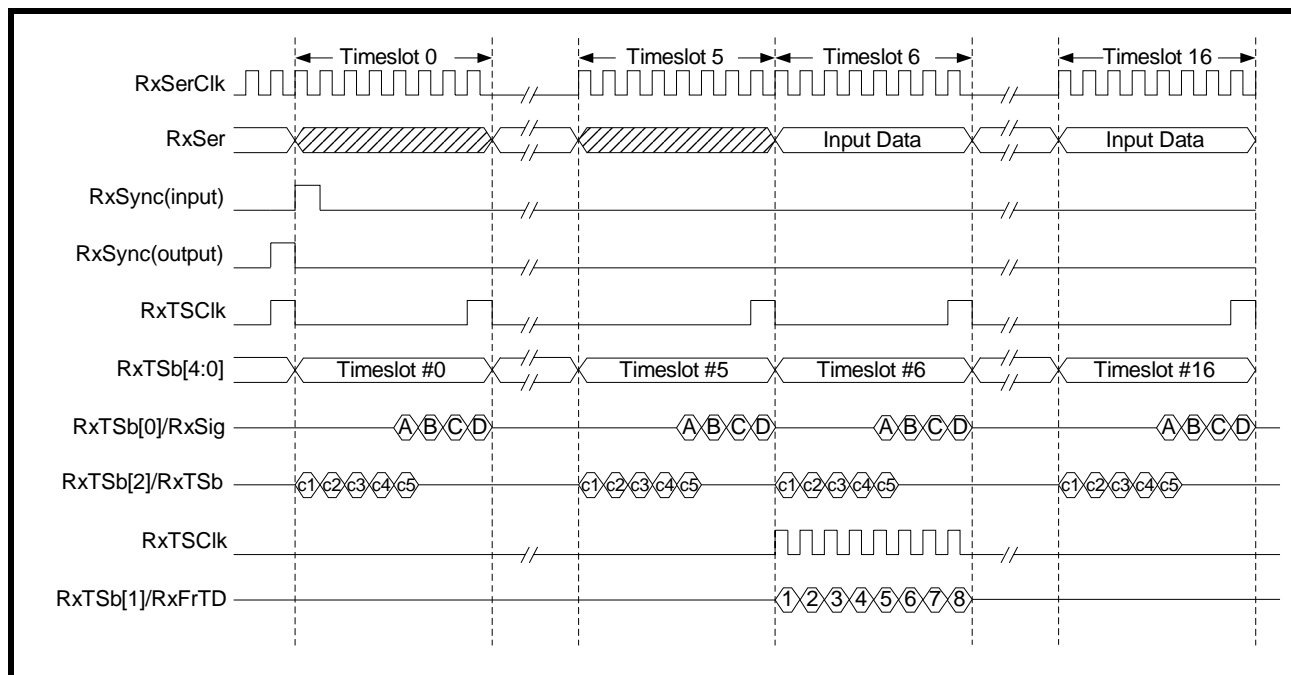 Timeslot 0 Timeslot 5 Timeslot 6 Timeslot 16
RxSerClk
RxSer Input Data Input Data
RxSync(input)
RxSync(output)
RxTSClk
RxTSb[4:0] Timeslot #0 Timeslot #5 Timeslot #6 Timeslot #16
RxTSb[0]/RxSig A B C D A B C D A B C D A B C D
RxTSb[2]/RxTSb c1 c2 c3 c4 c5 c1 c2 c3 c4 c5 c1 c2 c3 c4 c5 c1 c2 c3 c4 c5
RxTSClk
RxTSb[1]/RxFrTD 1 2 3 4 5 6 7 8